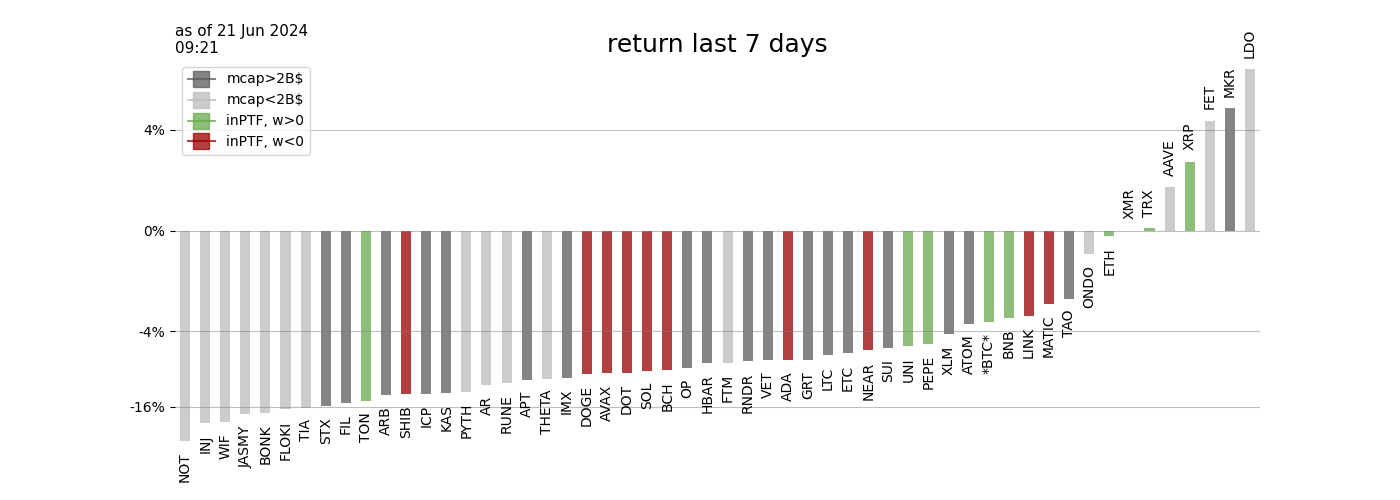 as of 21 Jun 2024
09:21
return last 7 days
mcap>2B$
mcap<2B$
inPTF, w>0
inPTF, w<0
4%
0%
-4%
-16%
NOT
INJ
WIF
JASMY
BONK
FLOKI
TIA
STX
FIL
TON
ARB
SHIB
ICP
KAS
PYTH
AR
RUNE
APT
THETA
IMX
DOGE
AVAX
DOT
SOL
BCH
OP
HBAR
FTM
RNDR
VET
ADA
GRT
LTC
ETC
NEAR
SUI
UNI
PEPE
XLM
ATOM
*BTC*
BNB
LINK
MATIC
TAO
ONDO
ETH
XMR
TRX
AAVE
XRP
FET
MKR
LDO